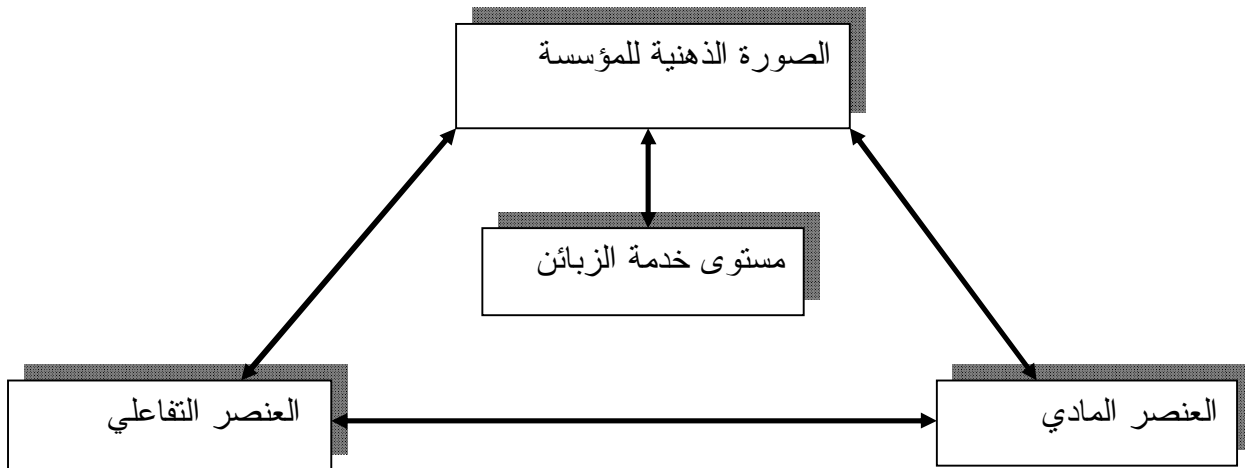 الصورة الذهنية للمؤسسة
مستوى خدمة الزبائن
العنصر المادي
العنصر التفاعلي